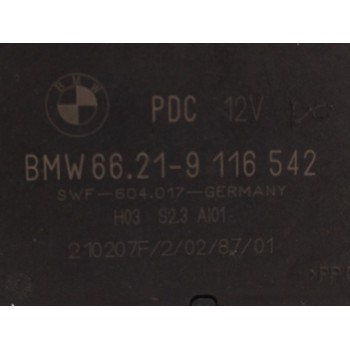 PDC 12V
BMW 66.21-9 116 542
SWF-604.017-GERMANY
H03 S2.3 AI01
210207F/2/02/87/01